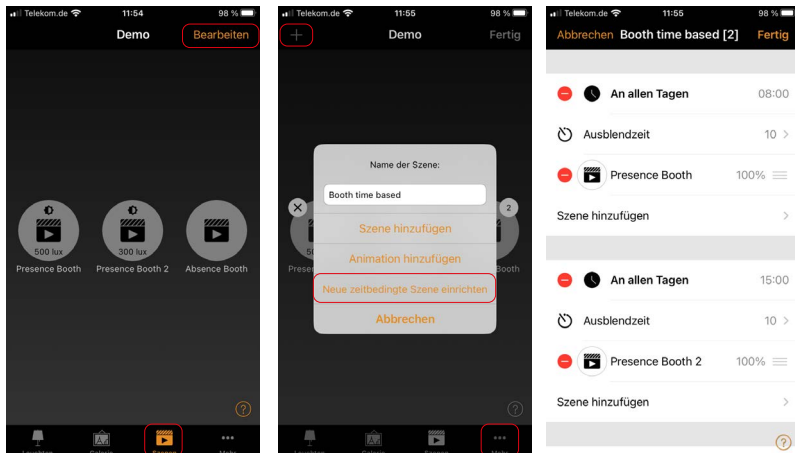 Telekom.de 11:54 98 %
Demo
Bearbeiten
500 lux
300 lux
Presence Booth
Presence Booth 2
Absence Booth
?
Telekom.de 11:55 98 %
Demo
Fertig
Name der Szene:
Booth time based
Szene hinzufügen
Animation hinzufügen
Neue zeitbedingte Szene einrichten
Abbrechen
2
?
Telekom.de 11:55 98 %
Abbrechen Booth time based [2] Fertig
An allen Tagen 08:00
Ausblendzeit 10
Presence Booth 100%
Szene hinzufügen
An allen Tagen 15:00
Ausblendzeit 10
Presence Booth 2 100%
Szene hinzufügen
?